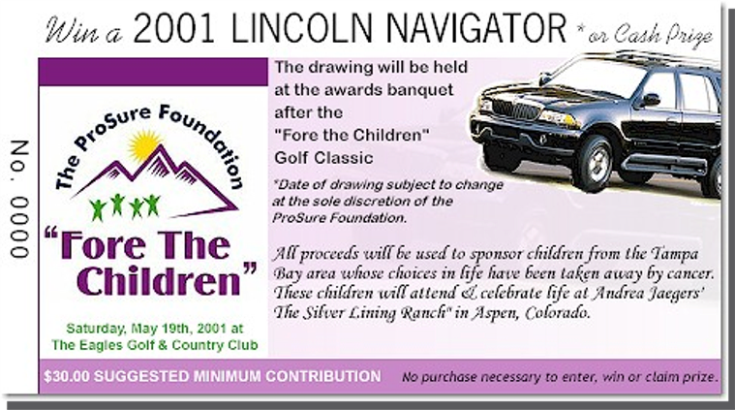 Win a 2001 LINCOLN NAVIGATOR *or Cash Prize
The drawing will be held
at the awards banquet
after the
"Fore the Children"
Golf Classic
*Date of drawing subject to change
at the sole discretion of the
ProSure Foundation.
All proceeds will be used to sponsor children from the Tampa
Bay area whose choices in life have been taken away by cancer.
These children will attend & celebrate life at Andrea Jaegers'
The Silver Lining Ranch" in Aspen, Colorado.
No. 0000
The ProSure Foundation
"Fore The
Children"
Saturday, May 19th, 2001 at
The Eagles Golf & Country Club
$30.00 SUGGESTED MINIMUM CONTRIBUTION No purchase necessary to enter, win or claim prize.